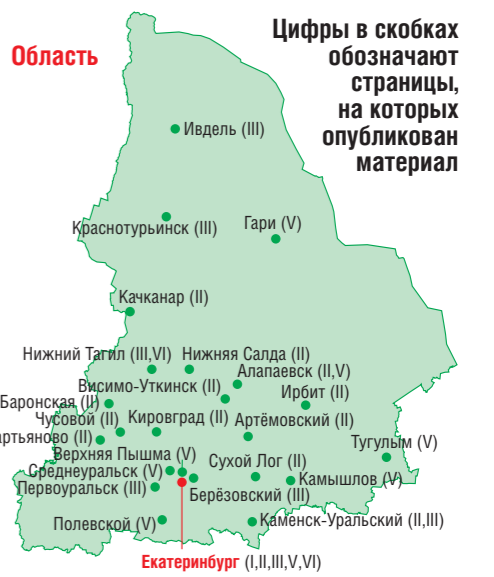 Область
Цифры в скобках
обозначают
страницы,
на которых
опубликован
материал
Ивдель (III)
Краснотурьинск (III)
Гари (V)
Качканар (II)
Нижний Тагил (III,VI)
Нижняя Салда (II)
Алапаевск (II,V)
Висимо-Уткинск (II)
Ирбит (II)
Баронская (II)
Чусовой (II)
Кировград (II)
Артёмовский (II)
артьяново (II)
Тугулым (V)
Верхняя Пышма (V)
Сухой Лог (II)
Среднеуральск (V)
Камышлов (V)
Первоуральск (III)
Берёзовский (III)
Полевской (V)
Каменск-Уральский (II,III)
Екатеринбург (I,II,III,V,VI)